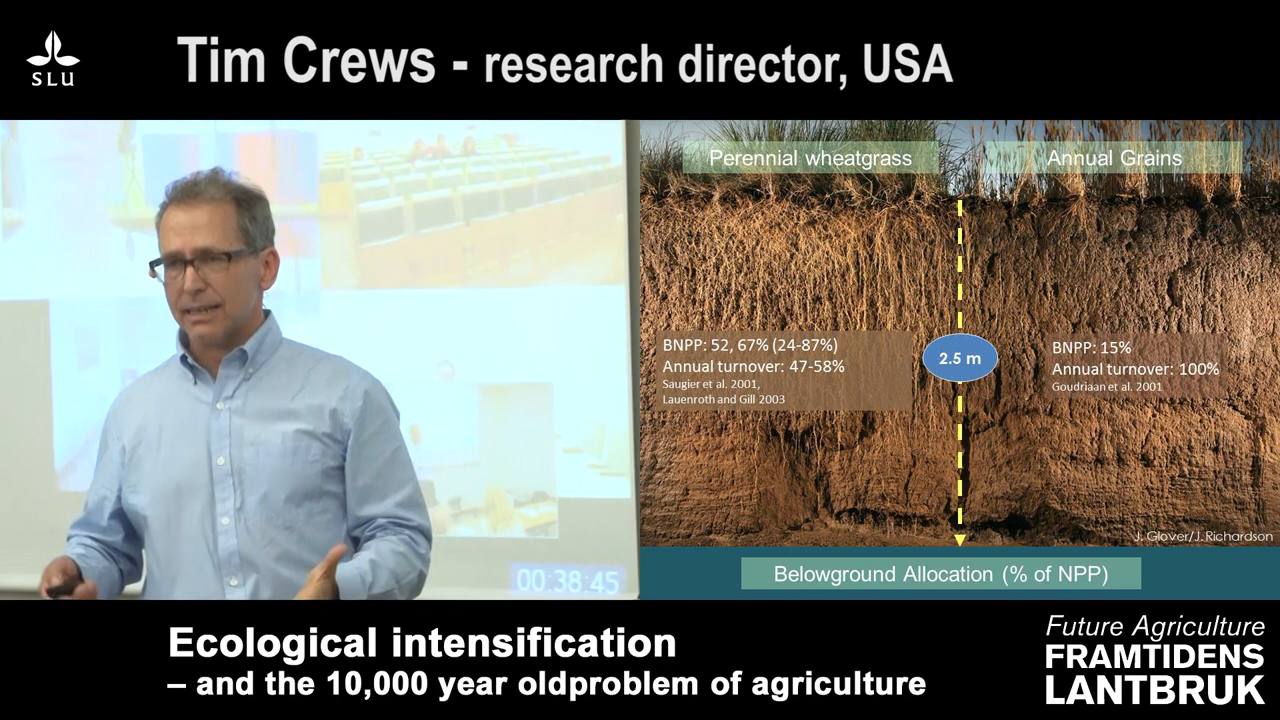 SLU
Tim Crews - research director, USA
Perennial wheatgrass
Annual Grains
BNPP: 52, 67% (24-87%)
Annual turnover: 47-58%
Saugier et al. 2001,
Lauenroth and Gill 2003
2.5 m
BNPP: 15%
Annual turnover: 100%
Goudriaan et al. 2001
J. Glover/J. Richardson
Belowground Allocation (% of NPP)
00:38:45
Ecological intensification
– and the 10,000 year oldproblem of agriculture
Future Agriculture
FRAMTIDENS
LANTBRUK